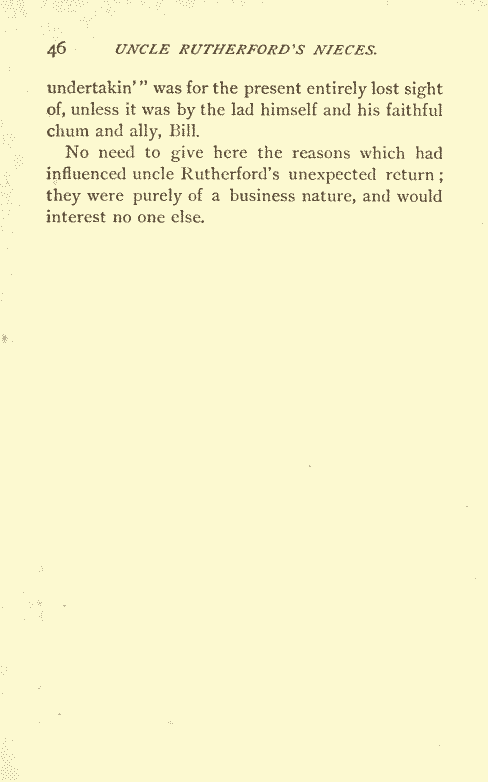 46 UNCLE RUTHERFORD'S NIECES.
undertakin'" was for the present entirely lost sight
of, unless it was by the lad himself and his faithful
chum and ally, Bill.
No need to give here the reasons which had
influenced uncle Rutherford's unexpected return;
they were purely of a business nature, and would
interest no one else.